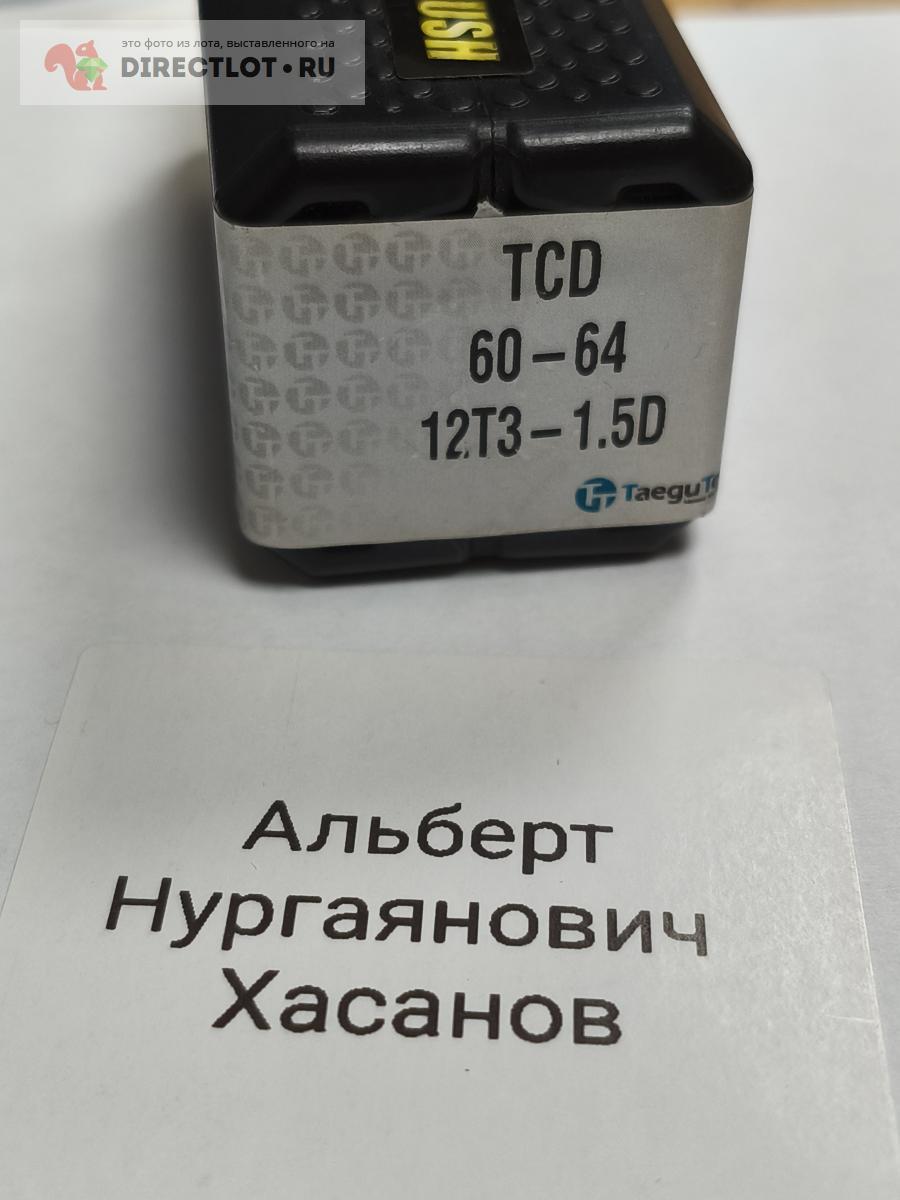 это фото из лота, выставленного на
DIRECTLOT.RU
TCD
60-64
12T3-1.5D
Альберт
Нургаянович
Хасанов